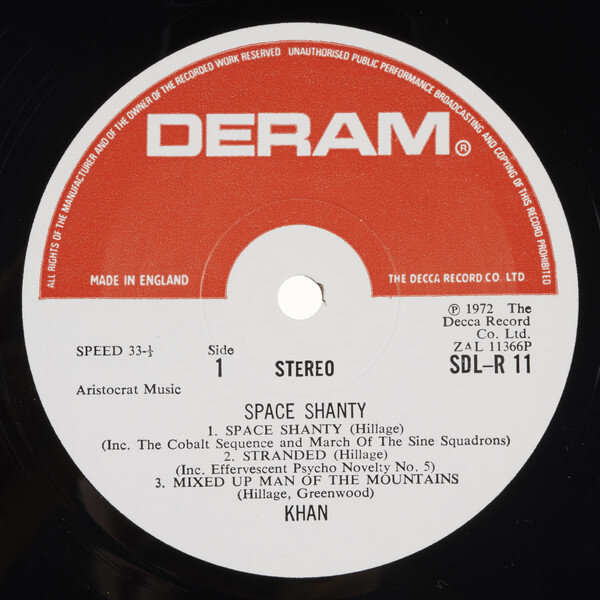 ALL RIGHTS OF THE MANUFACTURER AND OF THE OWNER OF THE RECORDED WORK RESERVED UNAUTHORISED PUBLIC PERFORMANCE BROADCASTING AND COPYING OF THIS RECORD PROHIBITED
DERAM®
MADE IN ENGLAND
THE DECCA RECORD CO. LTD
℗ 1972 The
Decca Record
Co. Ltd.
SPEED 33-⅓
Side
ZAL 11366P
1
STEREO
SDL-R 11
Aristocrat Music
SPACE SHANTY
1. SPACE SHANTY (Hillage)
(Inc. The Cobalt Sequence and March Of The Sine Squadrons)
2. STRANDED (Hillage)
(Inc. Effervescent Psycho Novelty No. 5)
3. MIXED UP MAN OF THE MOUNTAINS
(Hillage, Greenwood)
KHAN